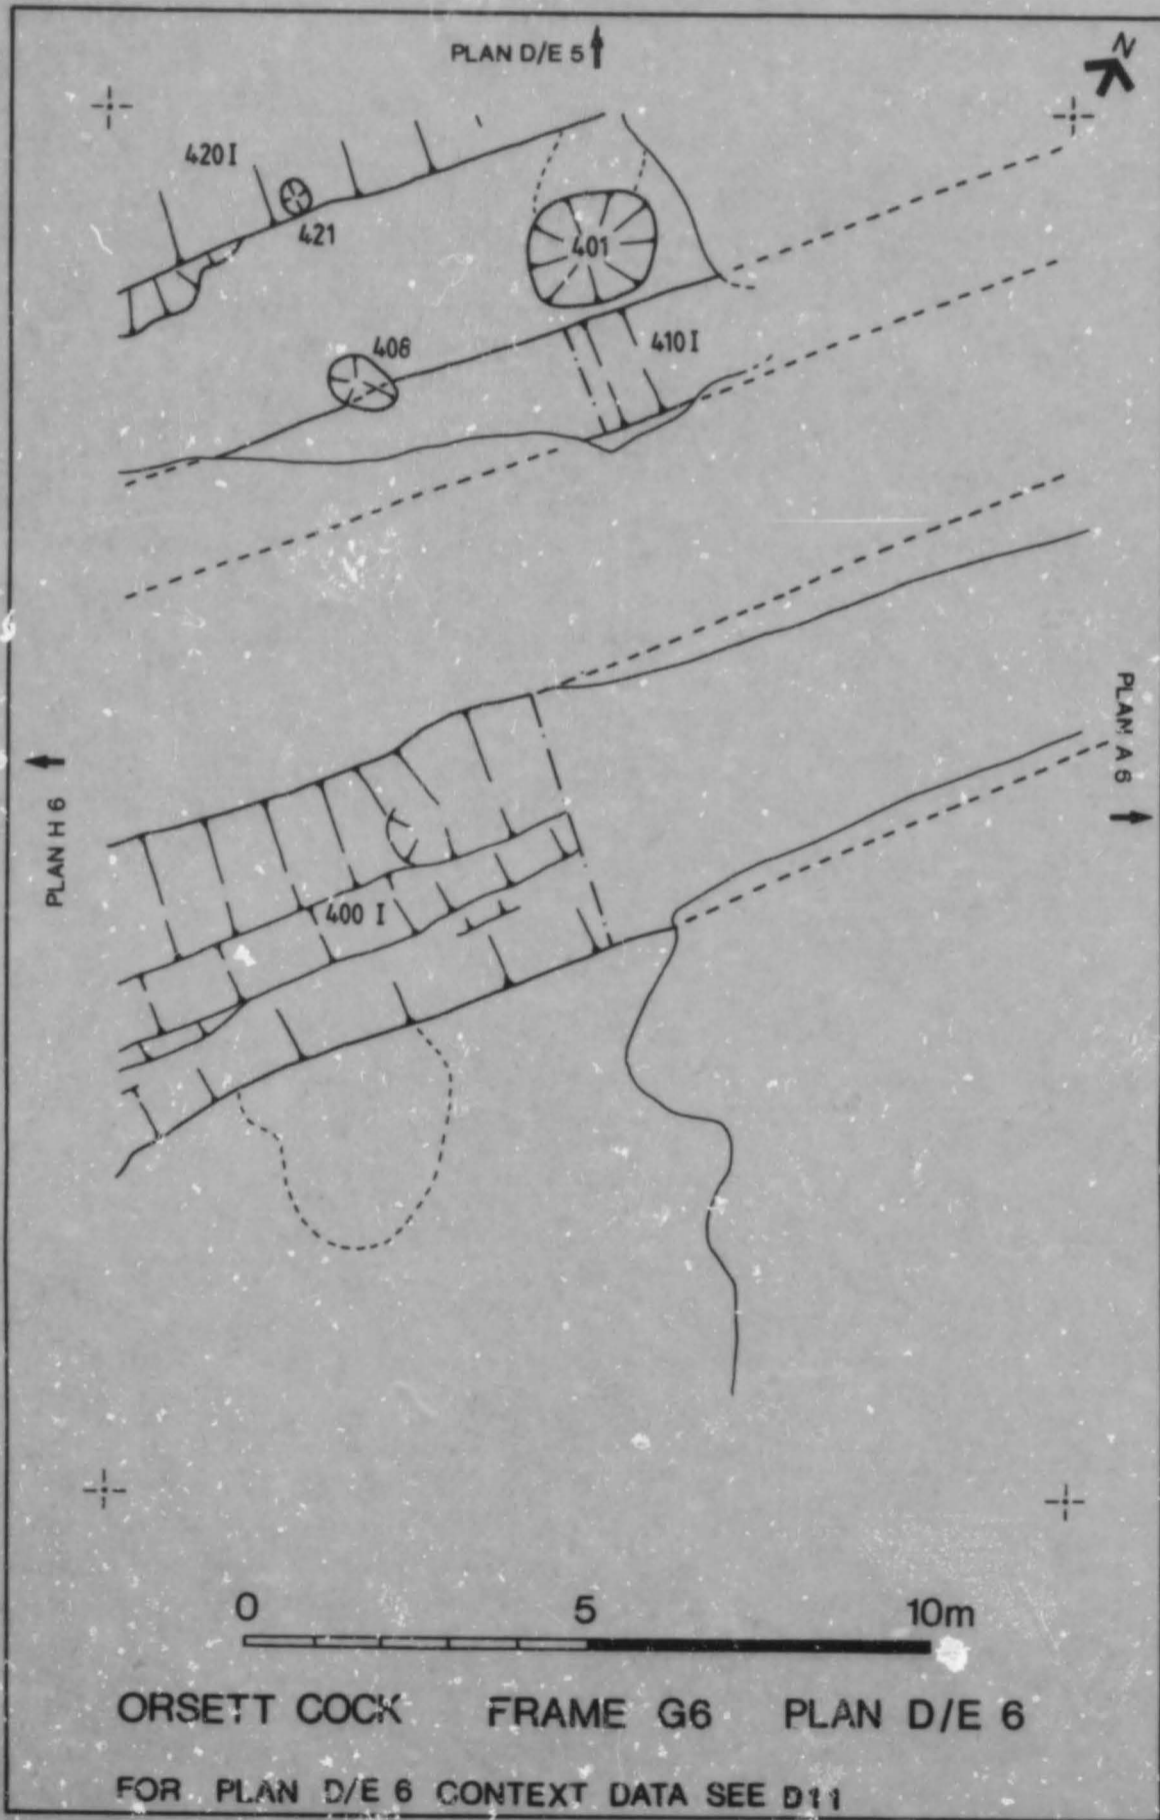 PLAN D/E 5
N
420 I
421
401
406
410 I
PLAN A 6
PLAN H 6
400 I
0 5 10m
ORSETT COCK FRAME G6 PLAN D/E 6
FOR PLAN D/E 6 CONTEXT DATA SEE D11